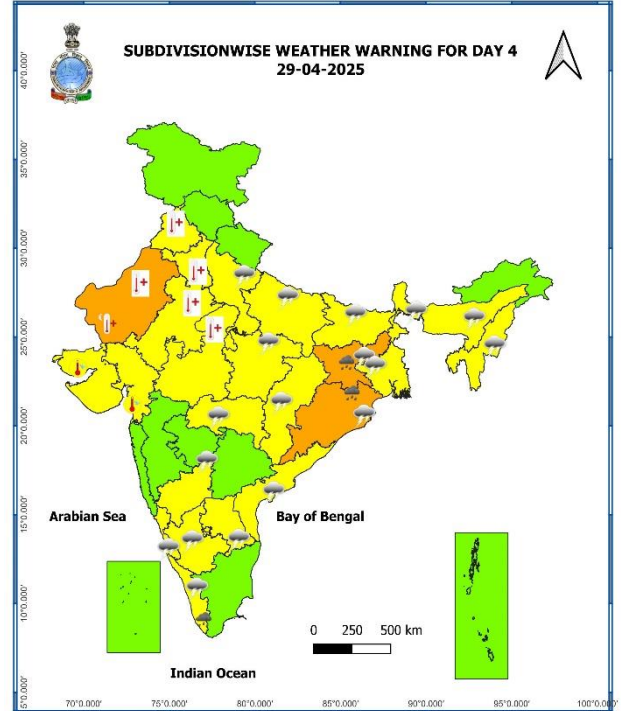 SUBDIVISIONWISE WEATHER WARNING FOR DAY 4
29-04-2025
40°0.000'
35°0.000'
30°0.000'
25°0.000'
20°0.000'
15°0.000'
10°0.000'
5°0.000'
Arabian Sea
Bay of Bengal
0 250 500 km
Indian Ocean
70°0.000' 75°0.000' 80°0.000' 85°0.000' 90°0.000' 95°0.000' 100°0.000'